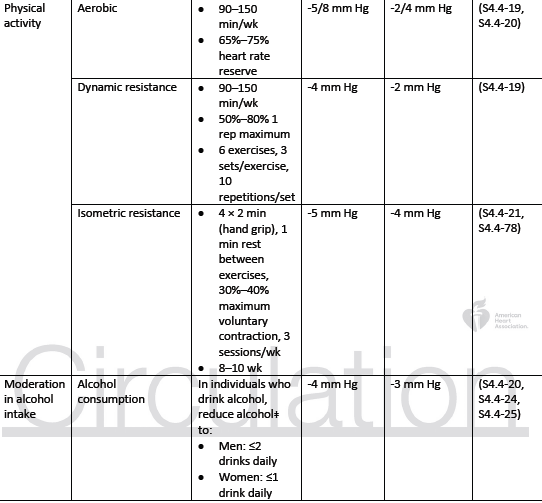 Physical activity | Aerobic | • 90–150 min/wk | -5/8 mm Hg | -2/4 mm Hg | (S4.4-19, S4.4-20)
• 65%–75% heart rate reserve
Dynamic resistance | • 90–150 min/wk | -4 mm Hg | -2 mm Hg | (S4.4-19)
• 50%–80% 1 rep maximum
• 6 exercises, 3 sets/exercise, 10 repetitions/set
Isometric resistance | • 4 × 2 min (hand grip), 1 min rest between exercises, 30%–40% maximum voluntary contraction, 3 sessions/wk | -5 mm Hg | -4 mm Hg | (S4.4-21, S4.4-78)
• 8–10 wk
American Heart Association.
Circulation
Moderation in alcohol intake | Alcohol consumption | In individuals who drink alcohol, reduce alcohol‡ to: | -4 mm Hg | -3 mm Hg | (S4.4-20, S4.4-24, S4.4-25)
• Men: ≤2 drinks daily
• Women: ≤1 drink daily